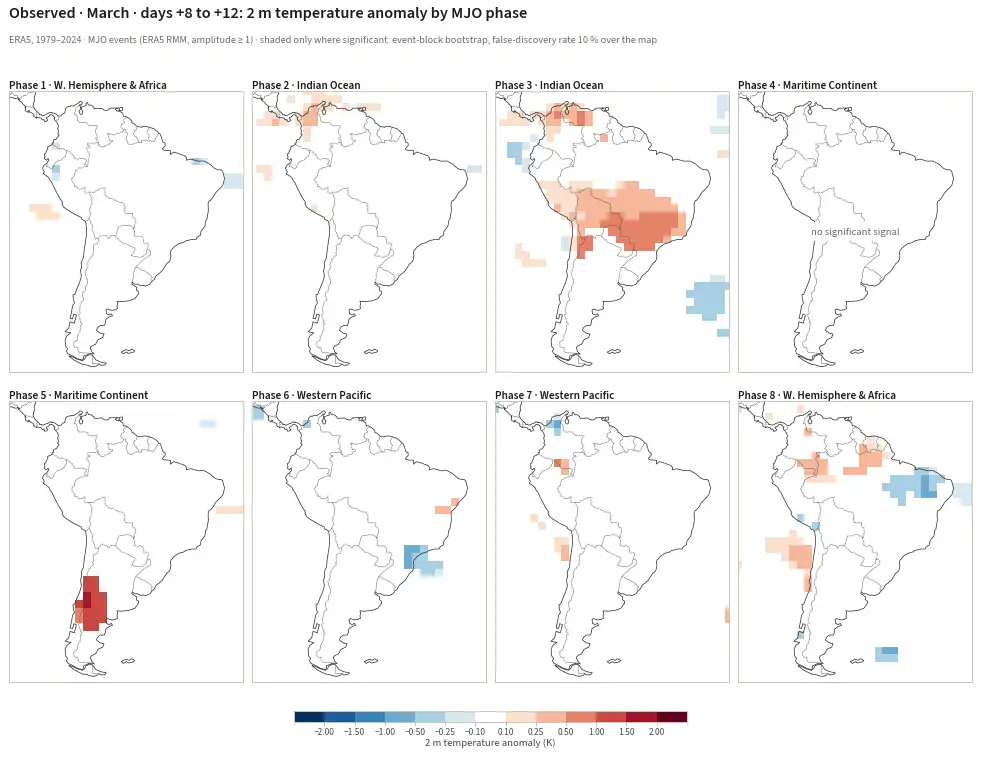 Observed · March · days +8 to +12: 2 m temperature anomaly by MJO phase
ERA5, 1979–2024 · MJO events (ERA5 RMM, amplitude ≥ 1) · shaded only where significant: event-block bootstrap, false-discovery rate 10 % over the map
Phase 1 · W. Hemisphere & Africa
Phase 2 · Indian Ocean
Phase 3 · Indian Ocean
Phase 4 · Maritime Continent
no significant signal
Phase 5 · Maritime Continent
Phase 6 · Western Pacific
Phase 7 · Western Pacific
Phase 8 · W. Hemisphere & Africa
−2.00 −1.50 −1.00 −0.50 −0.25 −0.10 0.10 0.25 0.50 1.00 1.50 2.00
2 m temperature anomaly (K)